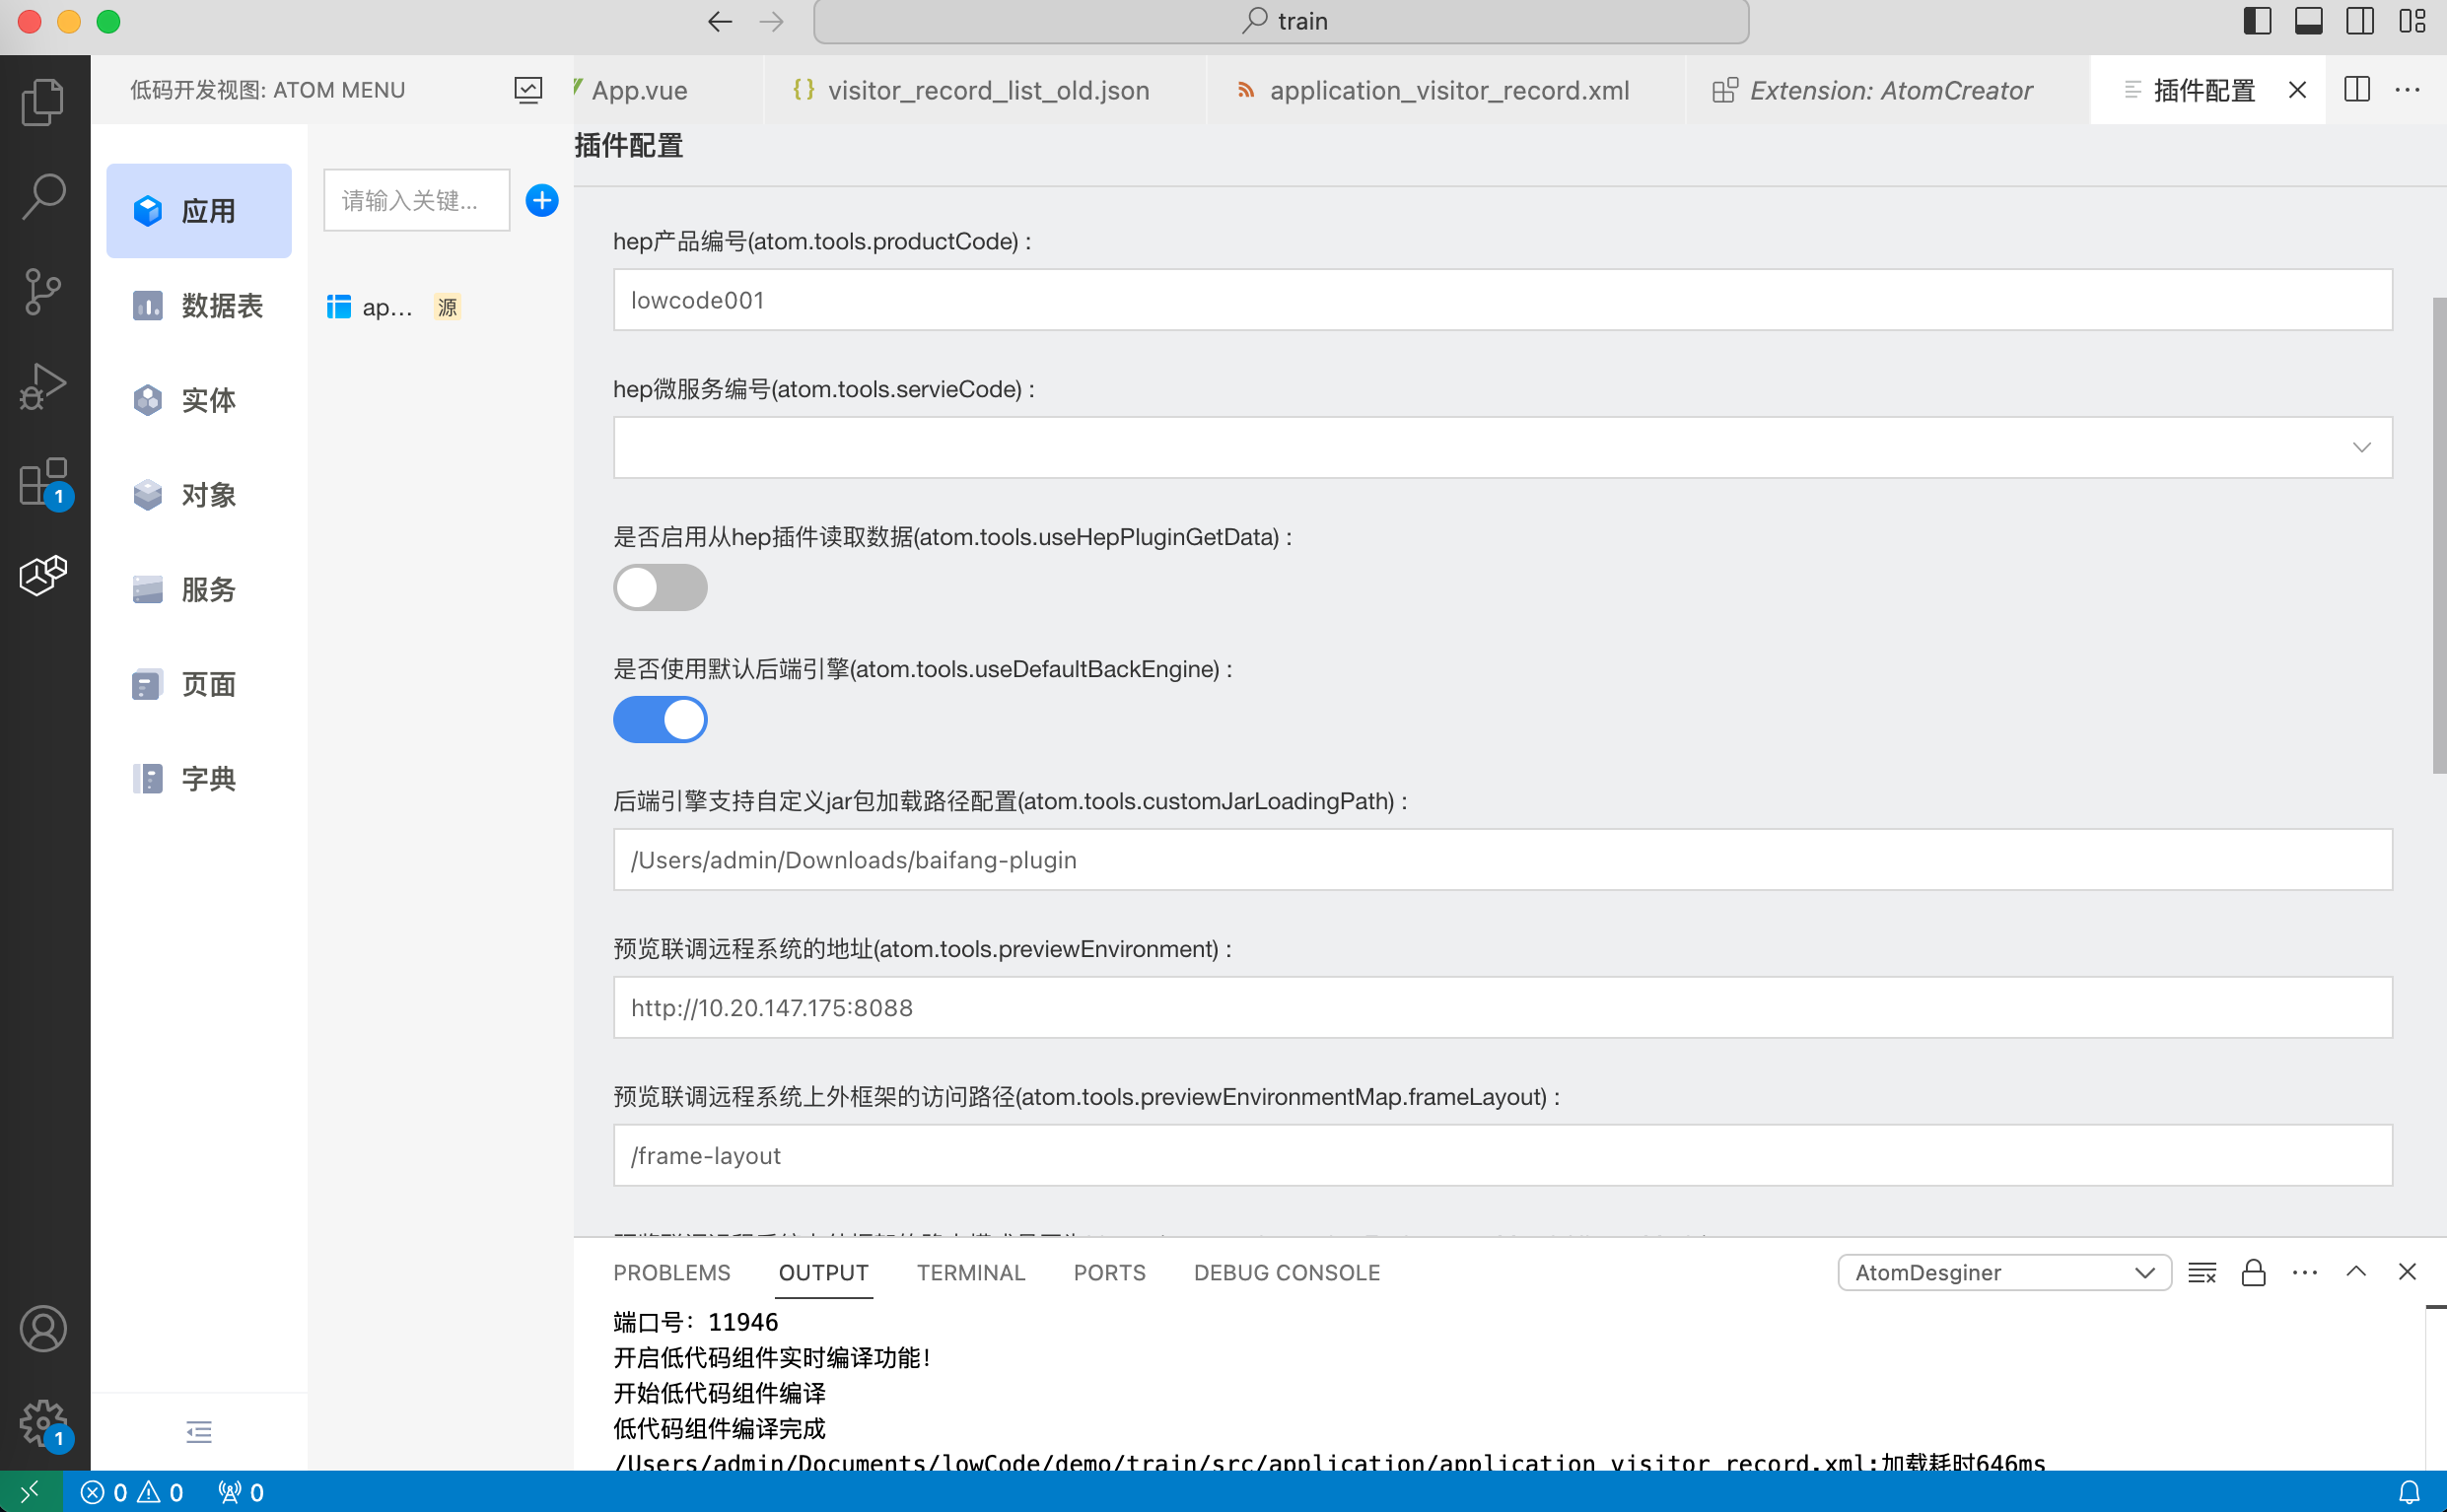 train
低码开发视图: ATOM MENU
App.vue
visitor_record_list_old.json
application_visitor_record.xml
Extension: AtomCreator
插件配置
应用
数据表
实体
对象
服务
页面
字典
请输入关键...
ap...
源
插件配置
hep产品编号(atom.tools.productCode) :
lowcode001
hep微服务编号(atom.tools.servieCode) :
是否启用从hep插件读取数据(atom.tools.useHepPluginGetData) :
是否使用默认后端引擎(atom.tools.useDefaultBackEngine) :
后端引擎支持自定义jar包加载路径配置(atom.tools.customJarLoadingPath) :
/Users/admin/Downloads/baifang-plugin
预览联调远程系统的地址(atom.tools.previewEnvironment) :
http://10.20.147.175:8088
预览联调远程系统上外框架的访问路径(atom.tools.previewEnvironmentMap.frameLayout) :
/frame-layout
PROBLEMS
OUTPUT
TERMINAL
PORTS
DEBUG CONSOLE
AtomDesginer
端口号：11946
开启低代码组件实时编译功能！
开始低代码组件编译
低代码组件编译完成
/Users/admin/Documents/lowCode/demo/train/src/application/application_visitor_record.xml:加载耗时646ms
1
1
0
0
0